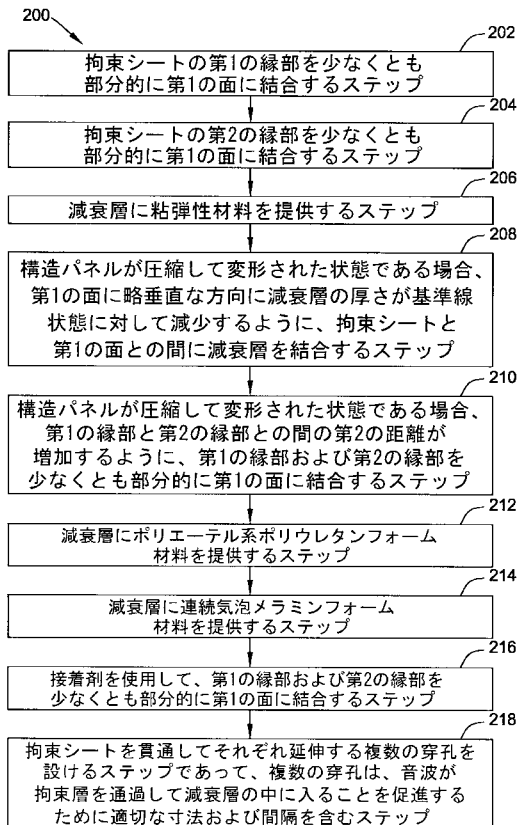 200
202
拘束シートの第1の縁部を少なくとも
部分的に第1の面に結合するステップ
204
拘束シートの第2の縁部を少なくとも
部分的に第1の面に結合するステップ
206
減衰層に粘弾性材料を提供するステップ
208
構造パネルが圧縮して変形された状態である場合、
第1の面に略垂直な方向に減衰層の厚さが基準線
状態に対して減少するように、拘束シートと
第1の面との間に減衰層を結合するステップ
210
構造パネルが圧縮して変形された状態である場合、
第1の縁部と第2の縁部との間の第2の距離が
増加するように、第1の縁部および第2の縁部を
少なくとも部分的に第1の面に結合するステップ
212
減衰層にポリエーテル系ポリウレタンフォーム
材料を提供するステップ
214
減衰層に連続気泡メラミンフォーム
材料を提供するステップ
216
接着剤を使用して、第1の縁部および第2の縁部を
少なくとも部分的に第1の面に結合するステップ
218
拘束シートを貫通してそれぞれ延伸する複数の穿孔を
設けるステップであって、複数の穿孔は、音波が
拘束層を通過して減衰層の中に入ることを促進する
ために適切な寸法および間隔を含むステップ